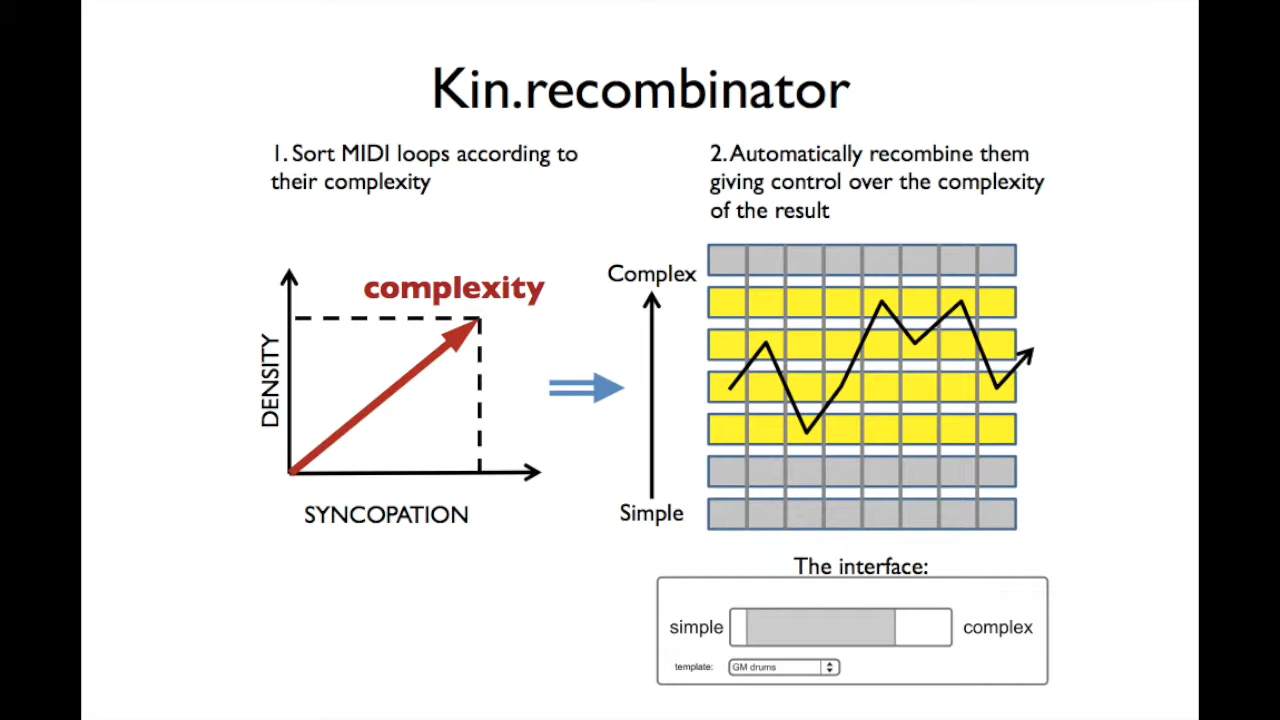 Kin.recombinator
1. Sort MIDI loops according to
their complexity
2. Automatically recombine them
giving control over the complexity
of the result
complexity
DENSITY
SYNCOPATION
Complex
Simple
The interface:
simple
complex
template:
GM drums